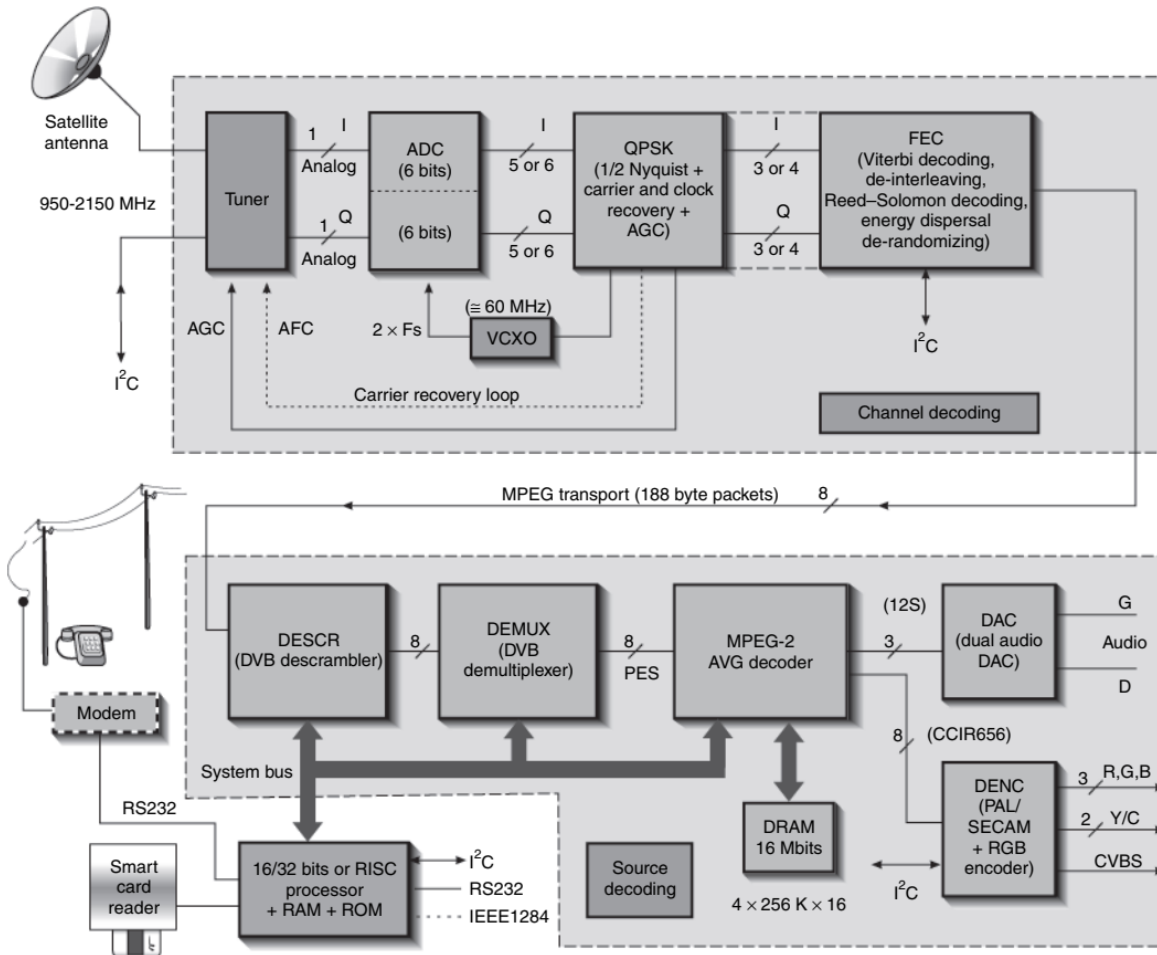 Satellite
antenna
950-2150 MHz
I²C
Tuner
1 I
Analog
1 Q
Analog
ADC
(6 bits)
(6 bits)
I
5 or 6
Q
5 or 6
QPSK
(1/2 Nyquist +
carrier and clock
recovery +
AGC)
I
3 or 4
Q
3 or 4
FEC
(Viterbi decoding,
de-interleaving,
Reed–Solomon decoding,
energy dispersal
de-randomizing)
AGC
AFC
2 × Fs
(≅ 60 MHz)
VCXO
I²C
Carrier recovery loop
Channel decoding
MPEG transport (188 byte packets)
8
DESCR
(DVB descrambler)
8
DEMUX
(DVB
demultiplexer)
8
PES
MPEG-2
AVG decoder
(12S)
3
DAC
(dual audio
DAC)
G
Audio
D
Modem
System bus
8
(CCIR656)
RS232
DRAM
16 Mbits
4 × 256 K × 16
DENC
(PAL/
SECAM
+ RGB
encoder)
3 R,G,B
2 Y/C
CVBS
I²C
Smart
card
reader
16/32 bits or RISC
processor
+ RAM + ROM
I²C
RS232
IEEE1284
Source
decoding